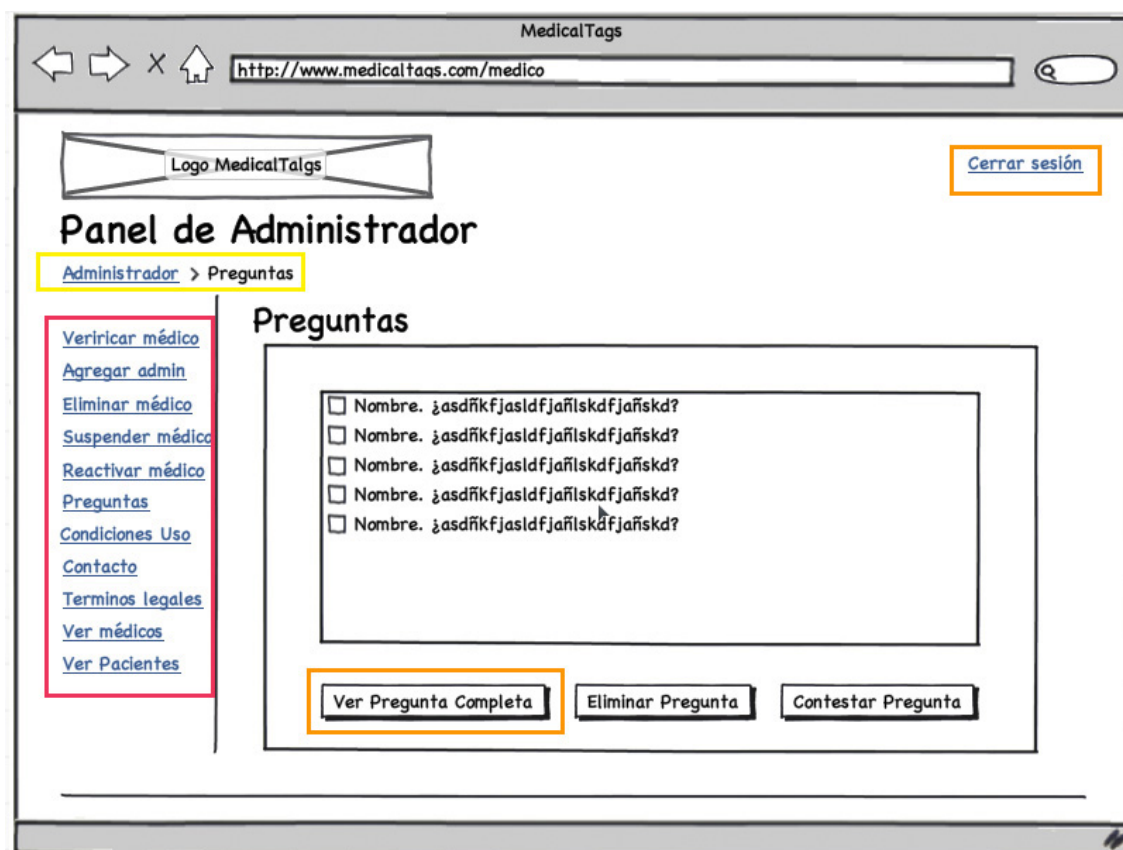 MedicalTags
http://www.medicaltags.com/medico
Logo MedicalTalgs
Cerrar sesión
Panel de Administrador
Administrador > Preguntas
Preguntas
Veriricar médico
Agregar admin
Eliminar médico
Suspender médico
Reactivar médico
Preguntas
Condiciones Uso
Contacto
Terminos legales
Ver médicos
Ver Pacientes
Nombre. ¿asdñkfjasldfjañlskdfjañskd?
Nombre. ¿asdñkfjasldfjañlskdfjañskd?
Nombre. ¿asdñkfjasldfjañlskdfjañskd?
Nombre. ¿asdñkfjasldfjañlskdfjañskd?
Nombre. ¿asdñkfjasldfjañlskdfjañskd?
Ver Pregunta Completa
Eliminar Pregunta
Contestar Pregunta